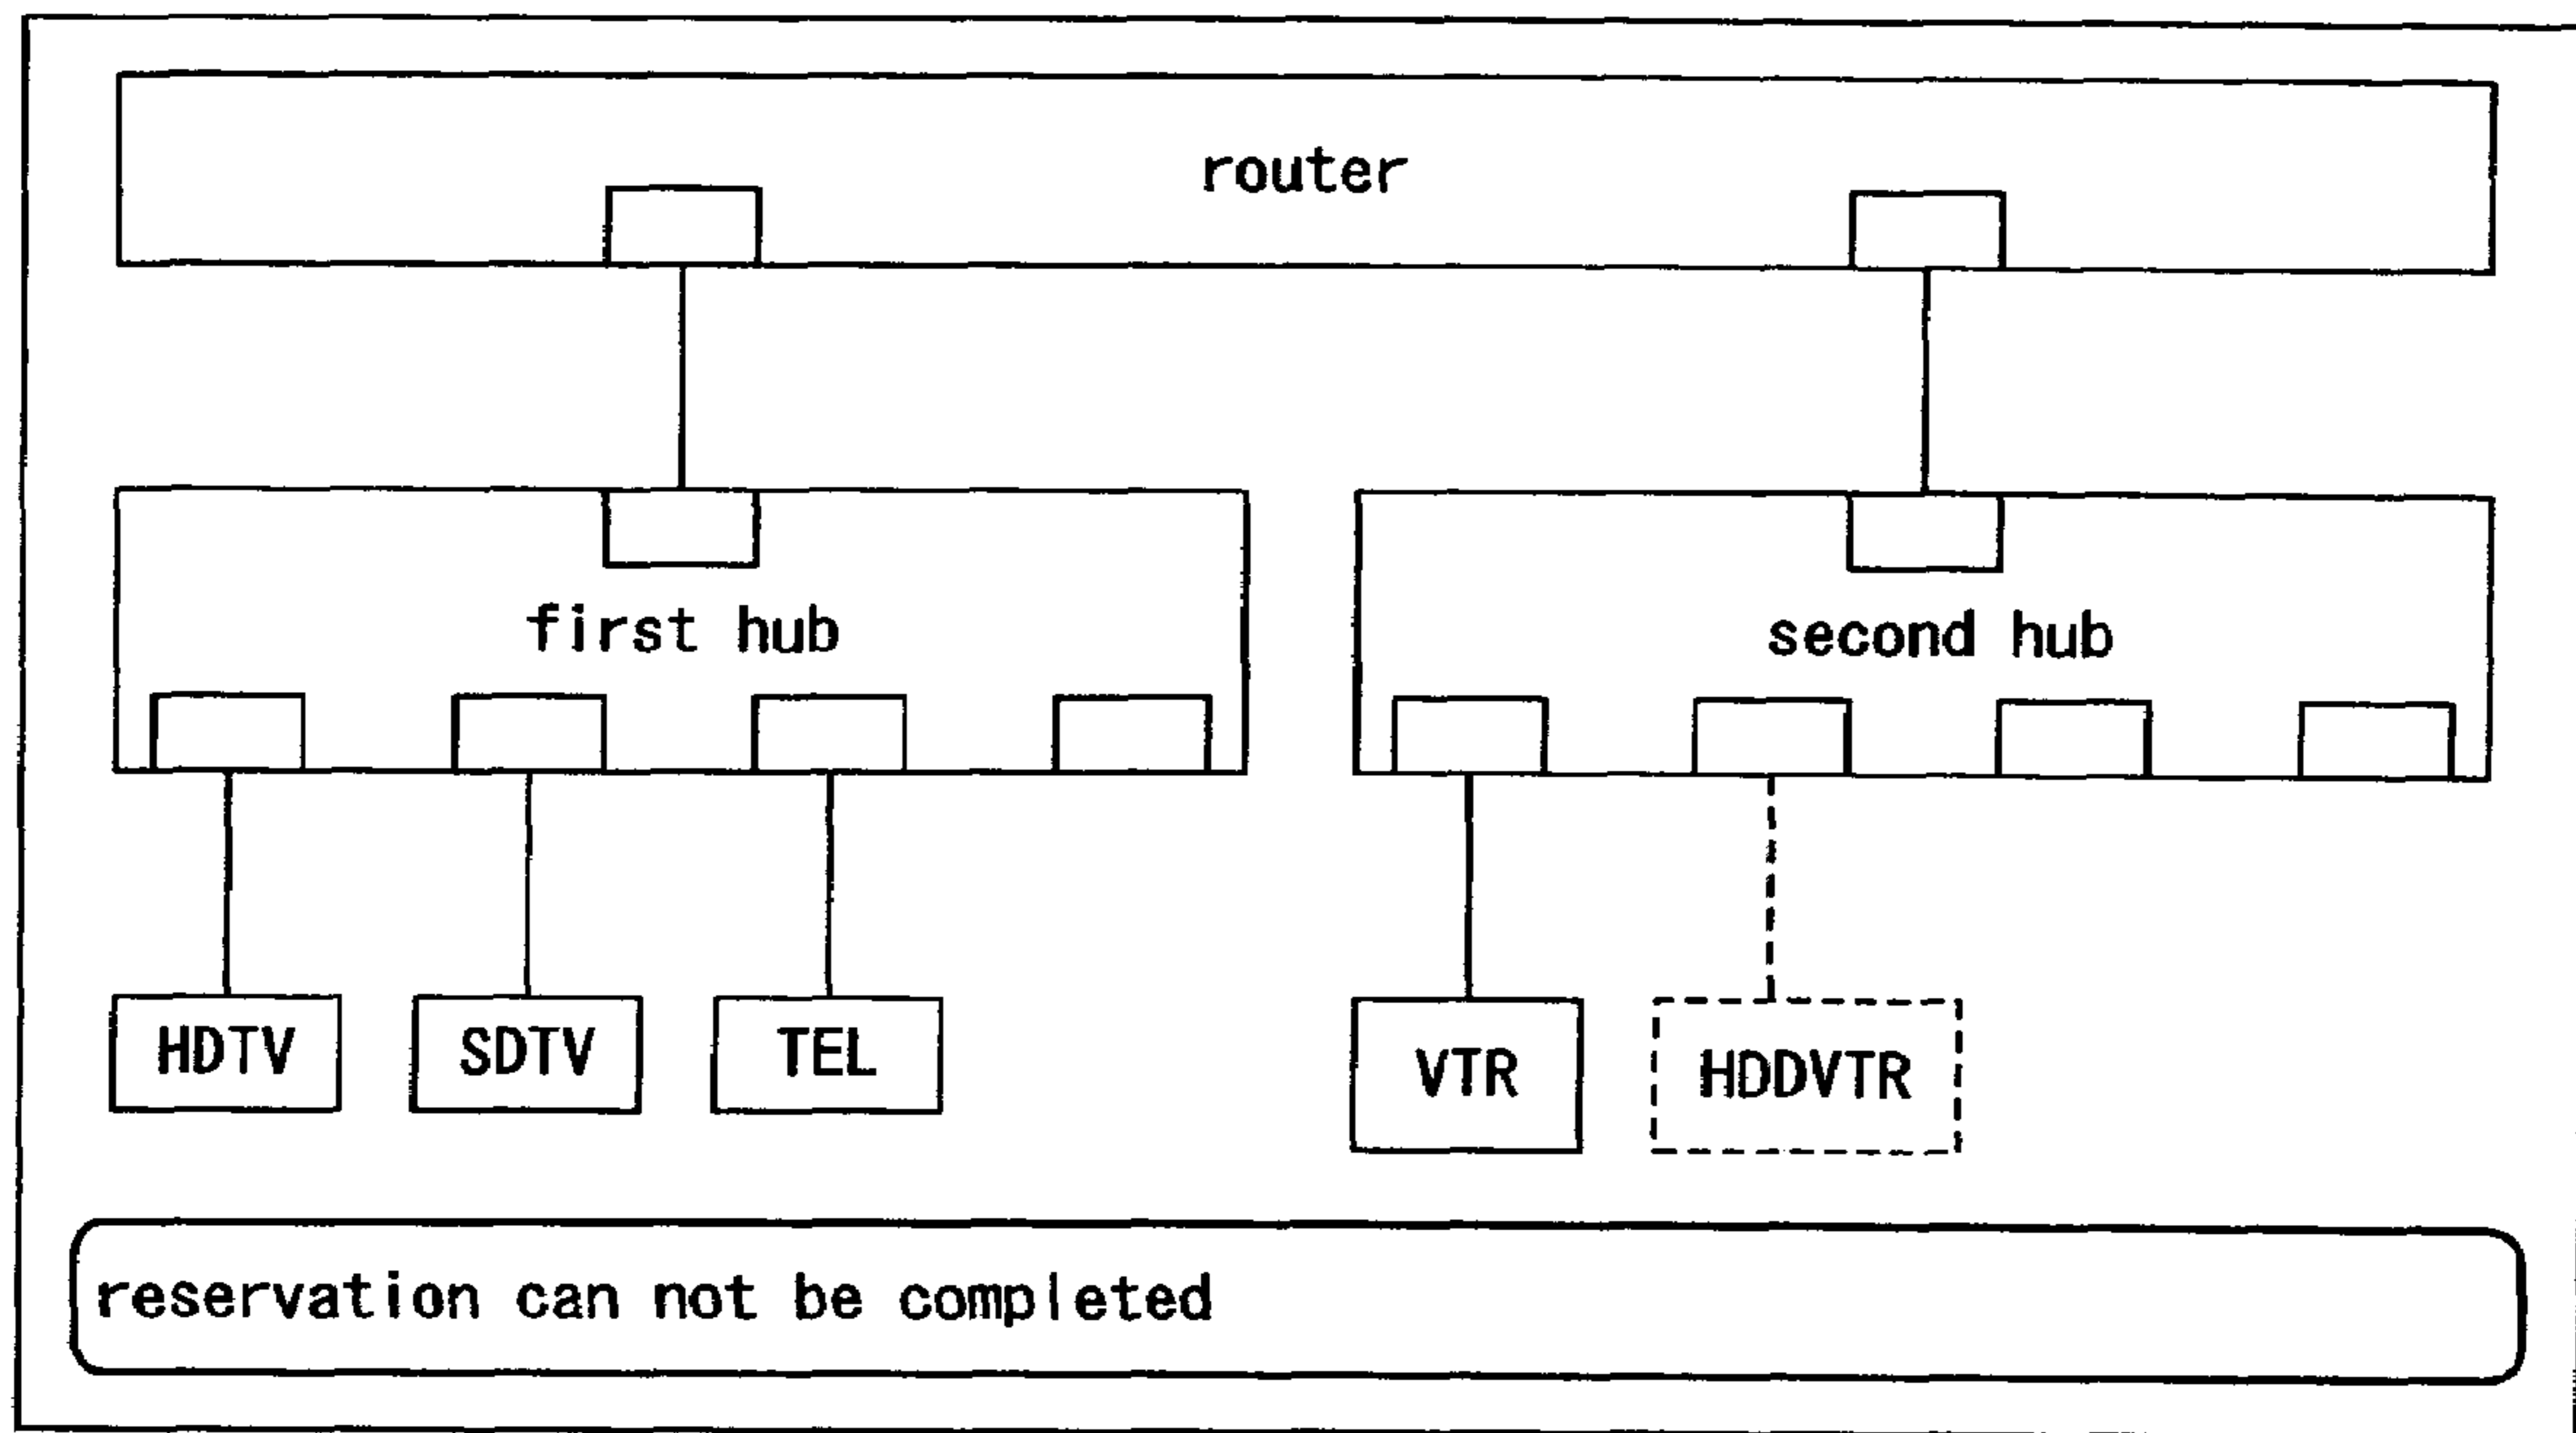 router
first hub
second hub
HDTV
SDTV
TEL
VTR
HDDVTR
reservation can not be completed